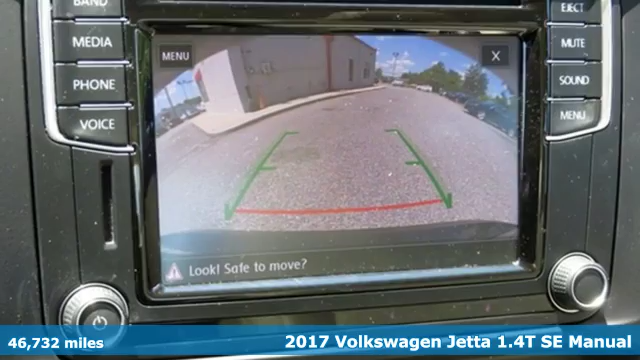 BAND
MEDIA
PHONE
VOICE
MENU
X
Look! Safe to move?
EJECT
MUTE
SOUND
MENU
46,732 miles
2017 Volkswagen Jetta 1.4T SE Manual